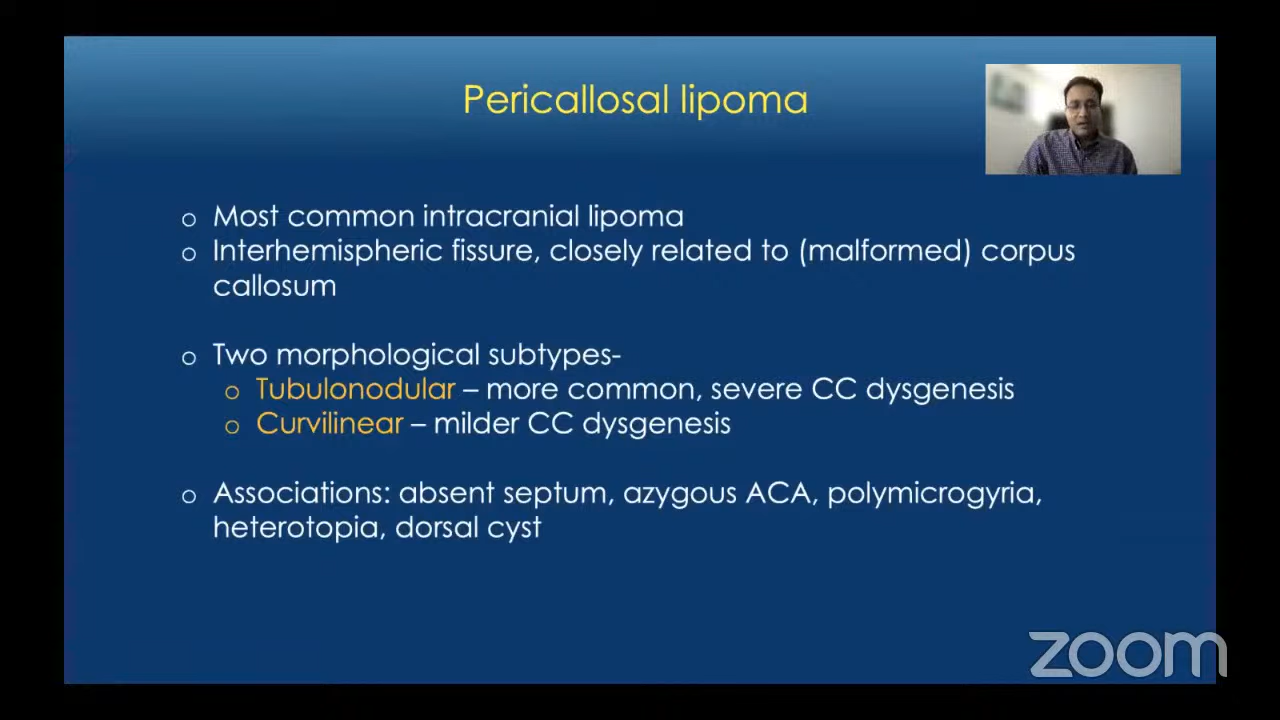 Pericallosal lipoma
o Most common intracranial lipoma
o Interhemispheric fissure, closely related to (malformed) corpus
callosum
o Two morphological subtypes-
o Tubulonodular – more common, severe CC dysgenesis
o Curvilinear – milder CC dysgenesis
o Associations: absent septum, azygous ACA, polymicrogyria,
heterotopia, dorsal cyst
zoom